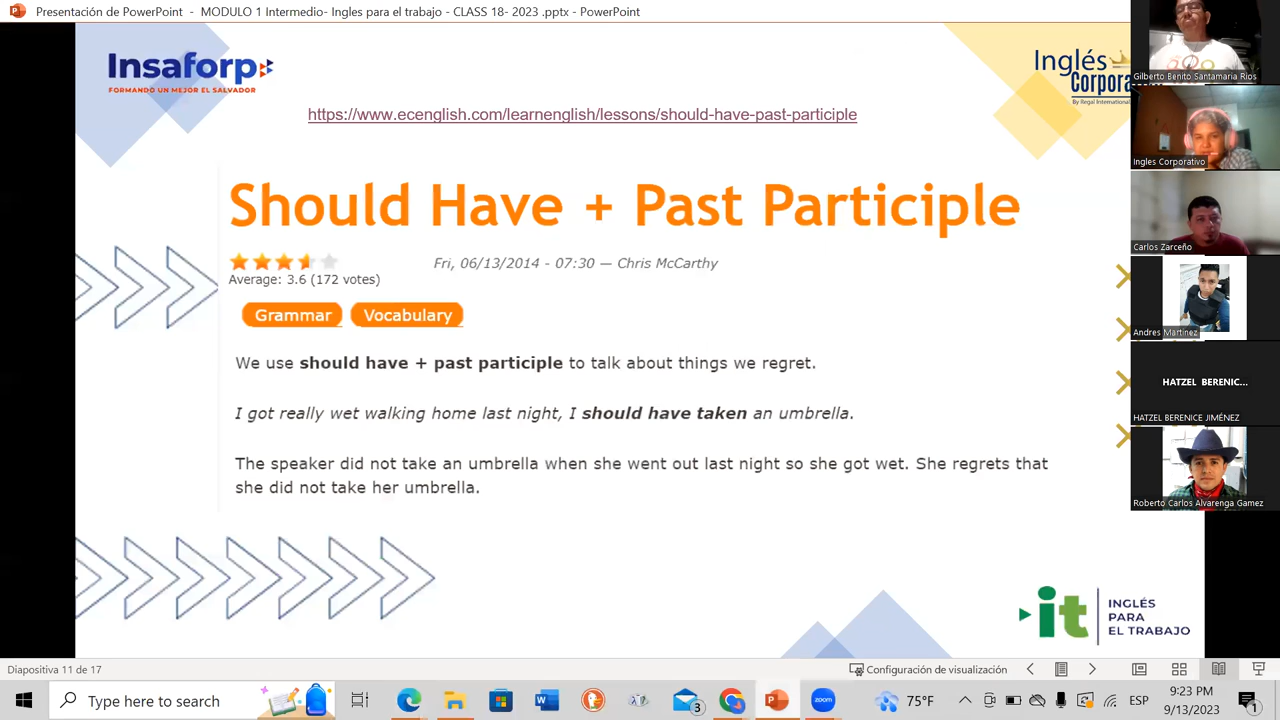 Presentación de PowerPoint - MODULO 1 Intermedio- Ingles para el trabajo - CLASS 18- 2023 .pptx - PowerPoint
Insaforp
FORMANDO UN MEJOR EL SALVADOR
Inglés
Corpora
By Regal International
https://www.ecenglish.com/learnenglish/lessons/should-have-past-participle
Should Have + Past Participle
Average: 3.6 (172 votes)
Fri, 06/13/2014 - 07:30 — Chris McCarthy
Grammar
Vocabulary
We use should have + past participle to talk about things we regret.
I got really wet walking home last night, I should have taken an umbrella.
The speaker did not take an umbrella when she went out last night so she got wet. She regrets that
she did not take her umbrella.
it
INGLÉS
PARA
EL TRABAJO
Gilberto Benito Santamaria Rios
Ingles Corporativo
Carlos Zarceño
Andres Martinez
HATZEL BERENIC...
HATZEL BERENICE JIMÉNEZ
Roberto Carlos Alvarenga Gamez
Diapositiva 11 de 17
Configuración de visualización
Type here to search
3
75°F
ESP
9:23 PM
9/13/2023
1